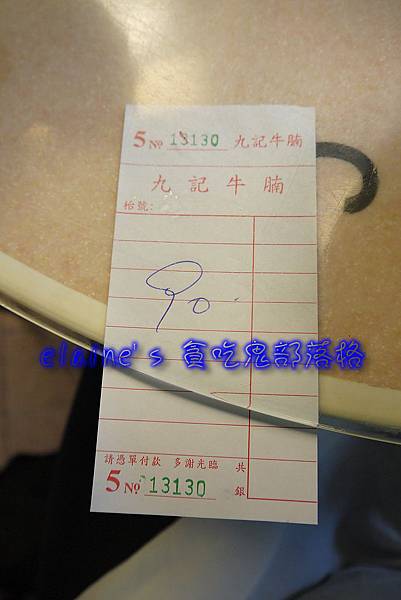 5 No 13130 九記牛腩
九記牛腩
枱號:
90
elaine's 貪吃鬼部落格
請憑單付款 多謝光臨 共
5 No 13130 銀